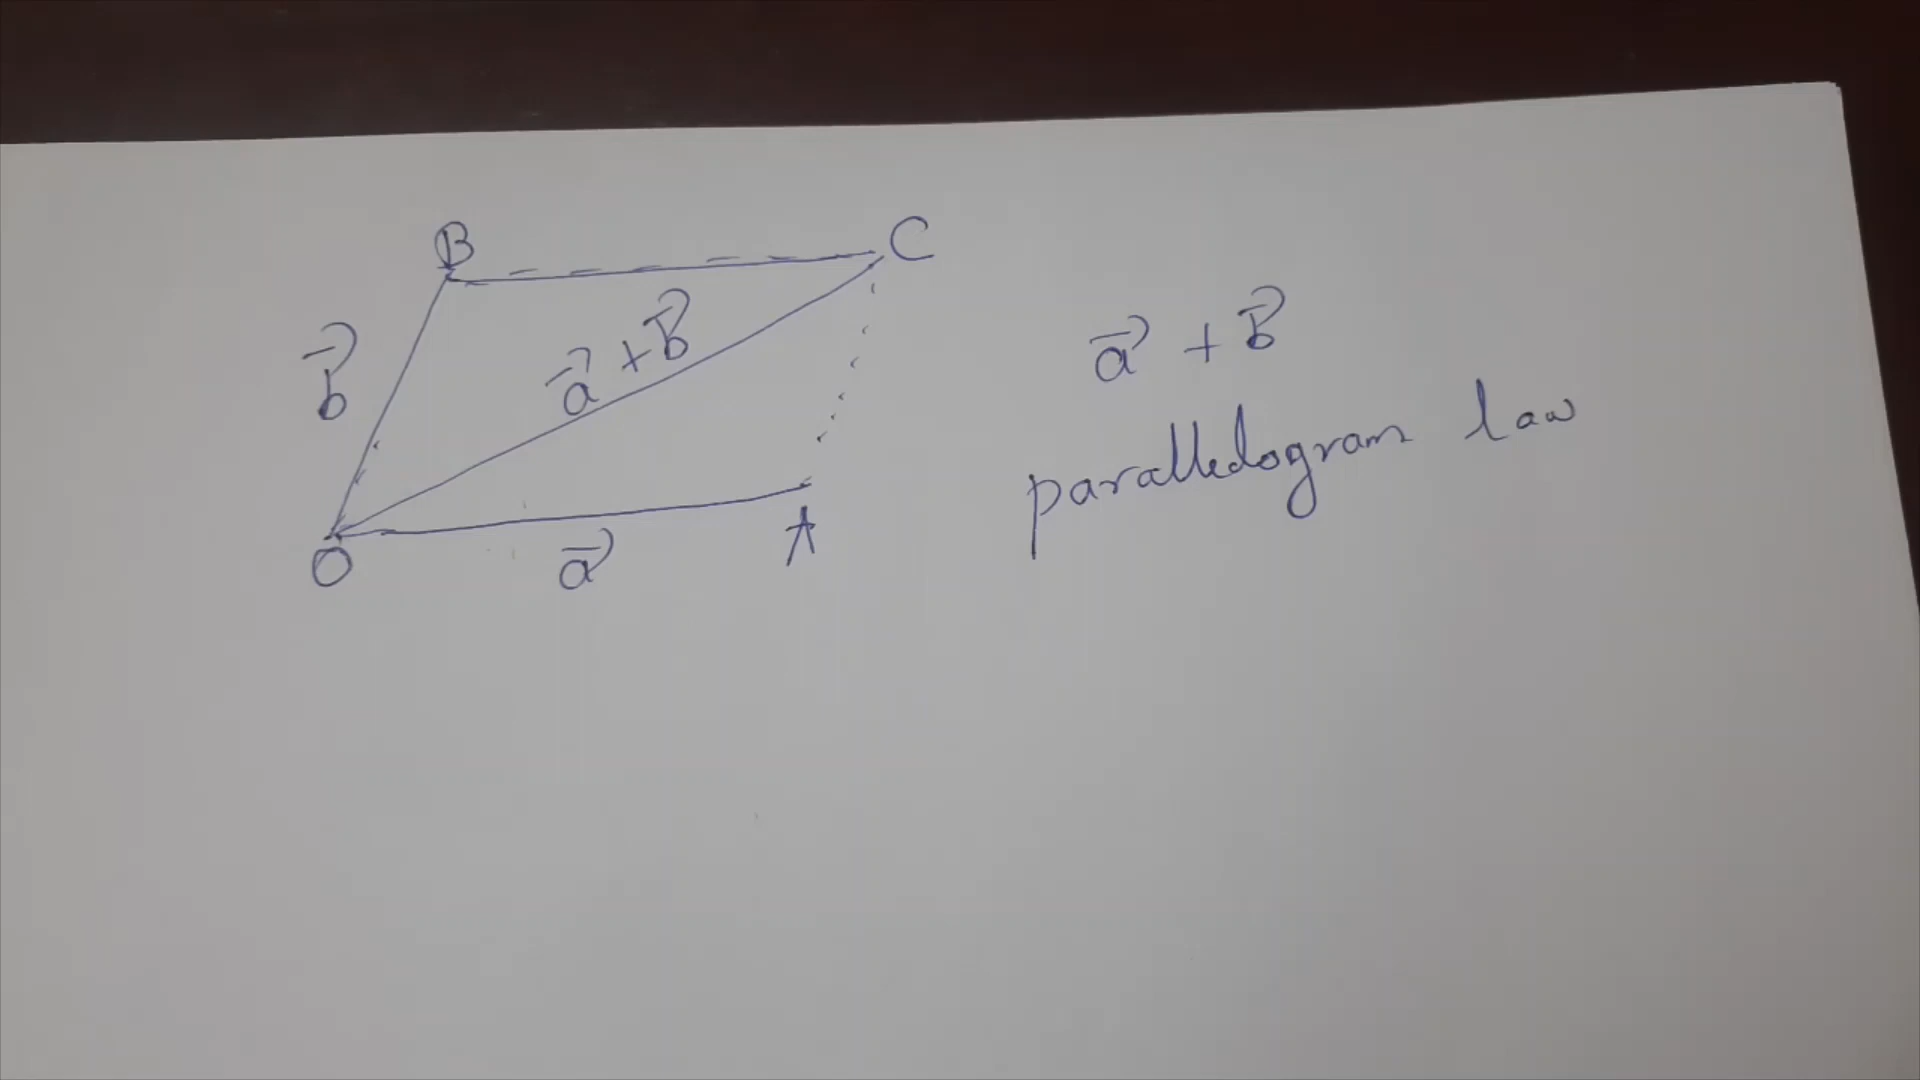 B
C
b⃗
a⃗ + b⃗
O
a⃗
A
a⃗ + b⃗
parallelogram law